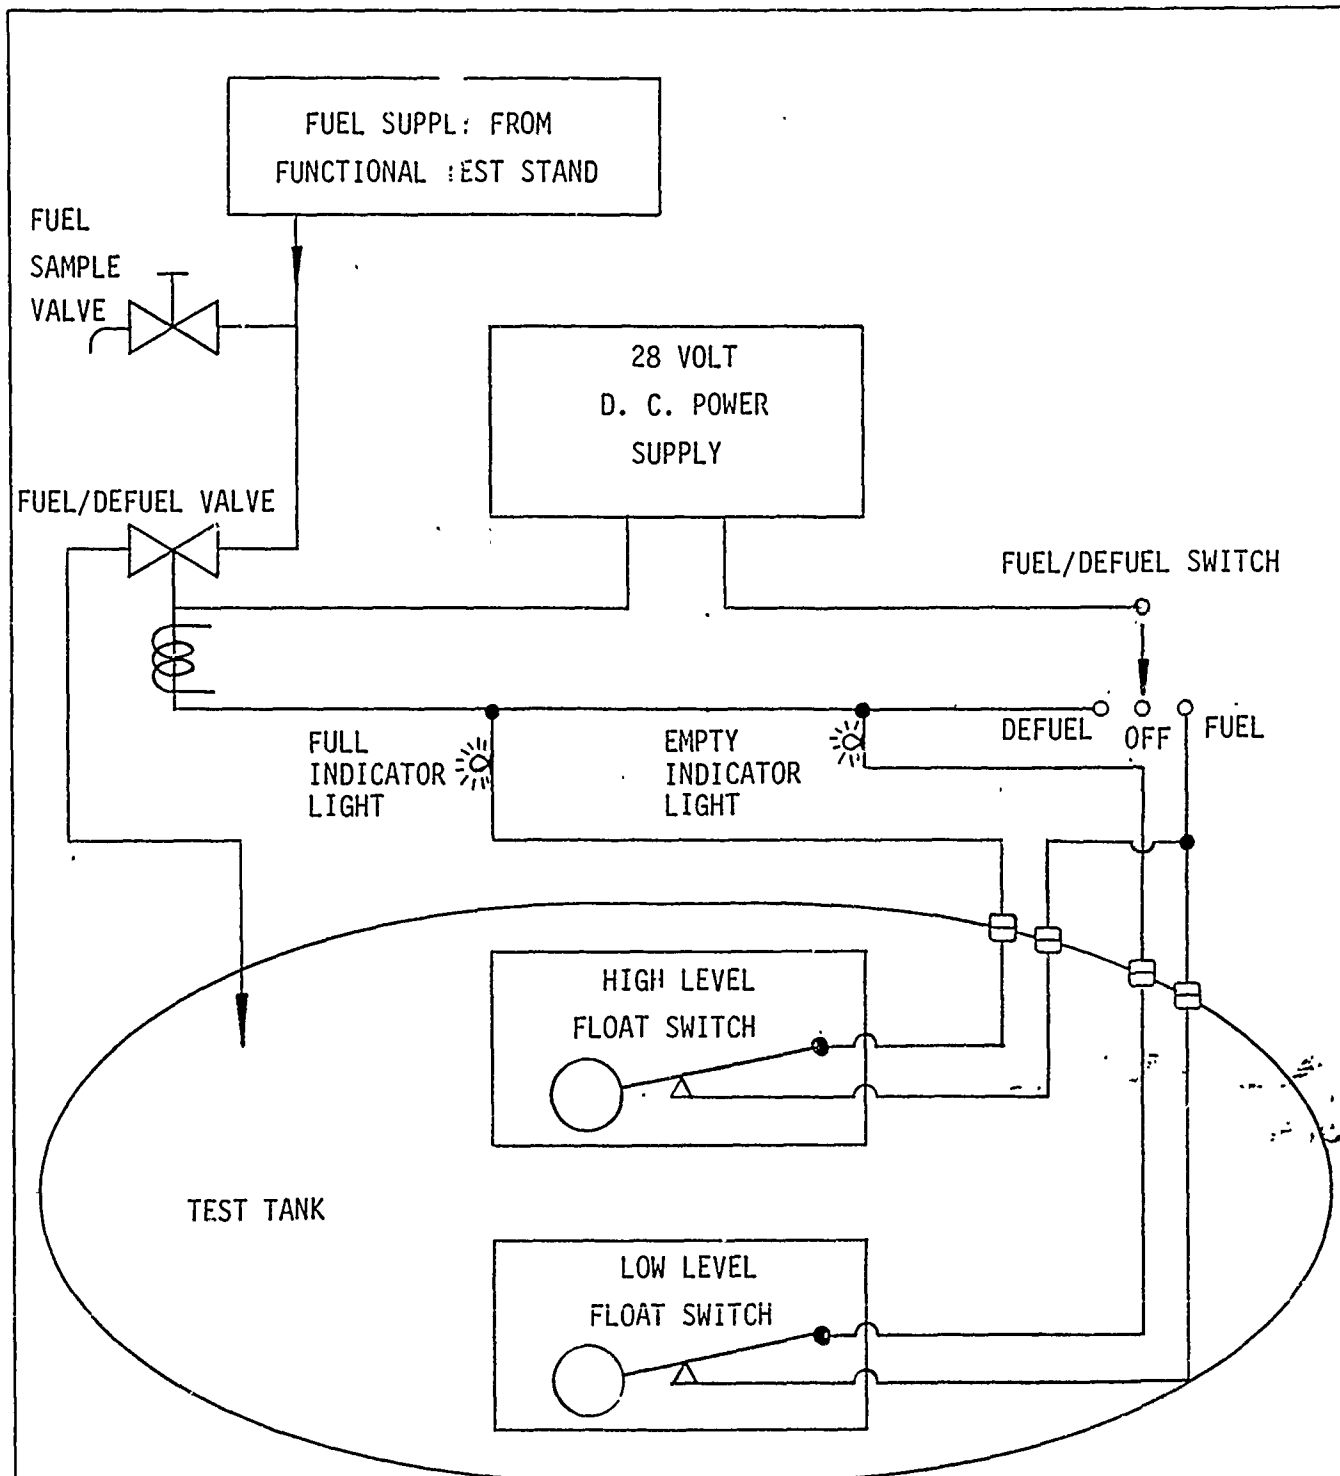 FUEL SUPPL: FROM
FUNCTIONAL :EST STAND
FUEL
SAMPLE
VALVE
28 VOLT
D. C. POWER
SUPPLY
FUEL/DEFUEL VALVE
FUEL/DEFUEL SWITCH
DEFUEL
OFF
FUEL
FULL
INDICATOR
LIGHT
EMPTY
INDICATOR
LIGHT
HIGH LEVEL
FLOAT SWITCH
TEST TANK
LOW LEVEL
FLOAT SWITCH